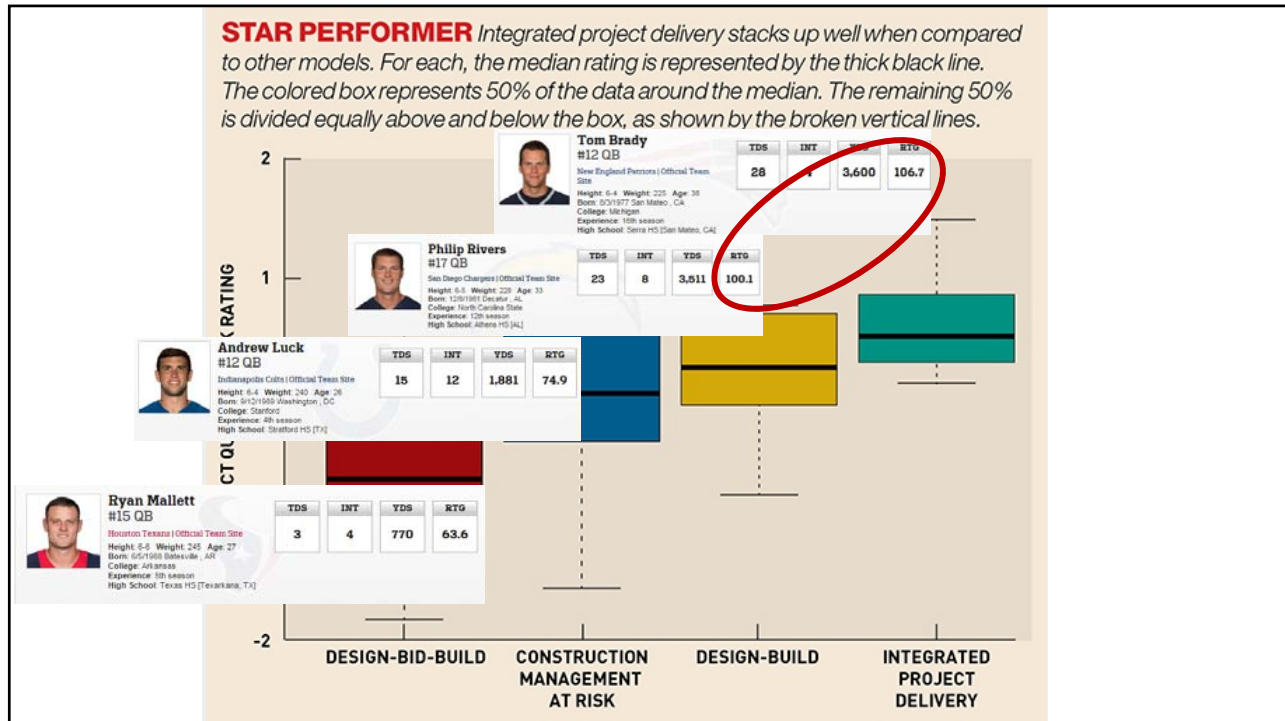 STAR PERFORMER Integrated project delivery stacks up well when compared
to other models. For each, the median rating is represented by the thick black line.
The colored box represents 50% of the data around the median. The remaining 50%
is divided equally above and below the box, as shown by the broken vertical lines.
Tom Brady
#12 QB
New England Patriots | Official Team
Site
Height: 6-4 Weight: 225 Age: 38
Born: 8/3/1977 San Mateo , CA
College: Michigan
Experience: 16th season
High School: Serra HS [San Mateo, CA]
TDS INT RTG
28 3,600 106.7
Philip Rivers
#17 QB
San Diego Chargers | Official Team Site
Height: 6-5 Weight: 228 Age: 33
Born: 12/8/1981 Decatur , AL
College: North Carolina State
Experience: 12th season
High School: Athens HS [AL]
TDS INT YDS RTG
23 8 3,511 100.1
Andrew Luck
#12 QB
Indianapolis Colts | Official Team Site
Height: 6-4 Weight: 240 Age: 26
Born: 9/12/1989 Washington , DC
College: Stanford
Experience: 4th season
High School: Stratford HS [TX]
TDS INT YDS RTG
15 12 1,881 74.9
Ryan Mallett
#15 QB
Houston Texans | Official Team Site
Height: 6-6 Weight: 245 Age: 27
Born: 6/5/1988 Batesville , AR
College: Arkansas
Experience: 5th season
High School: Texas HS [Texarkana, TX]
TDS INT YDS RTG
3 4 770 63.6
2
1
-2
CT QU
RATING
DESIGN-BID-BUILD
CONSTRUCTION
MANAGEMENT
AT RISK
DESIGN-BUILD
INTEGRATED
PROJECT
DELIVERY